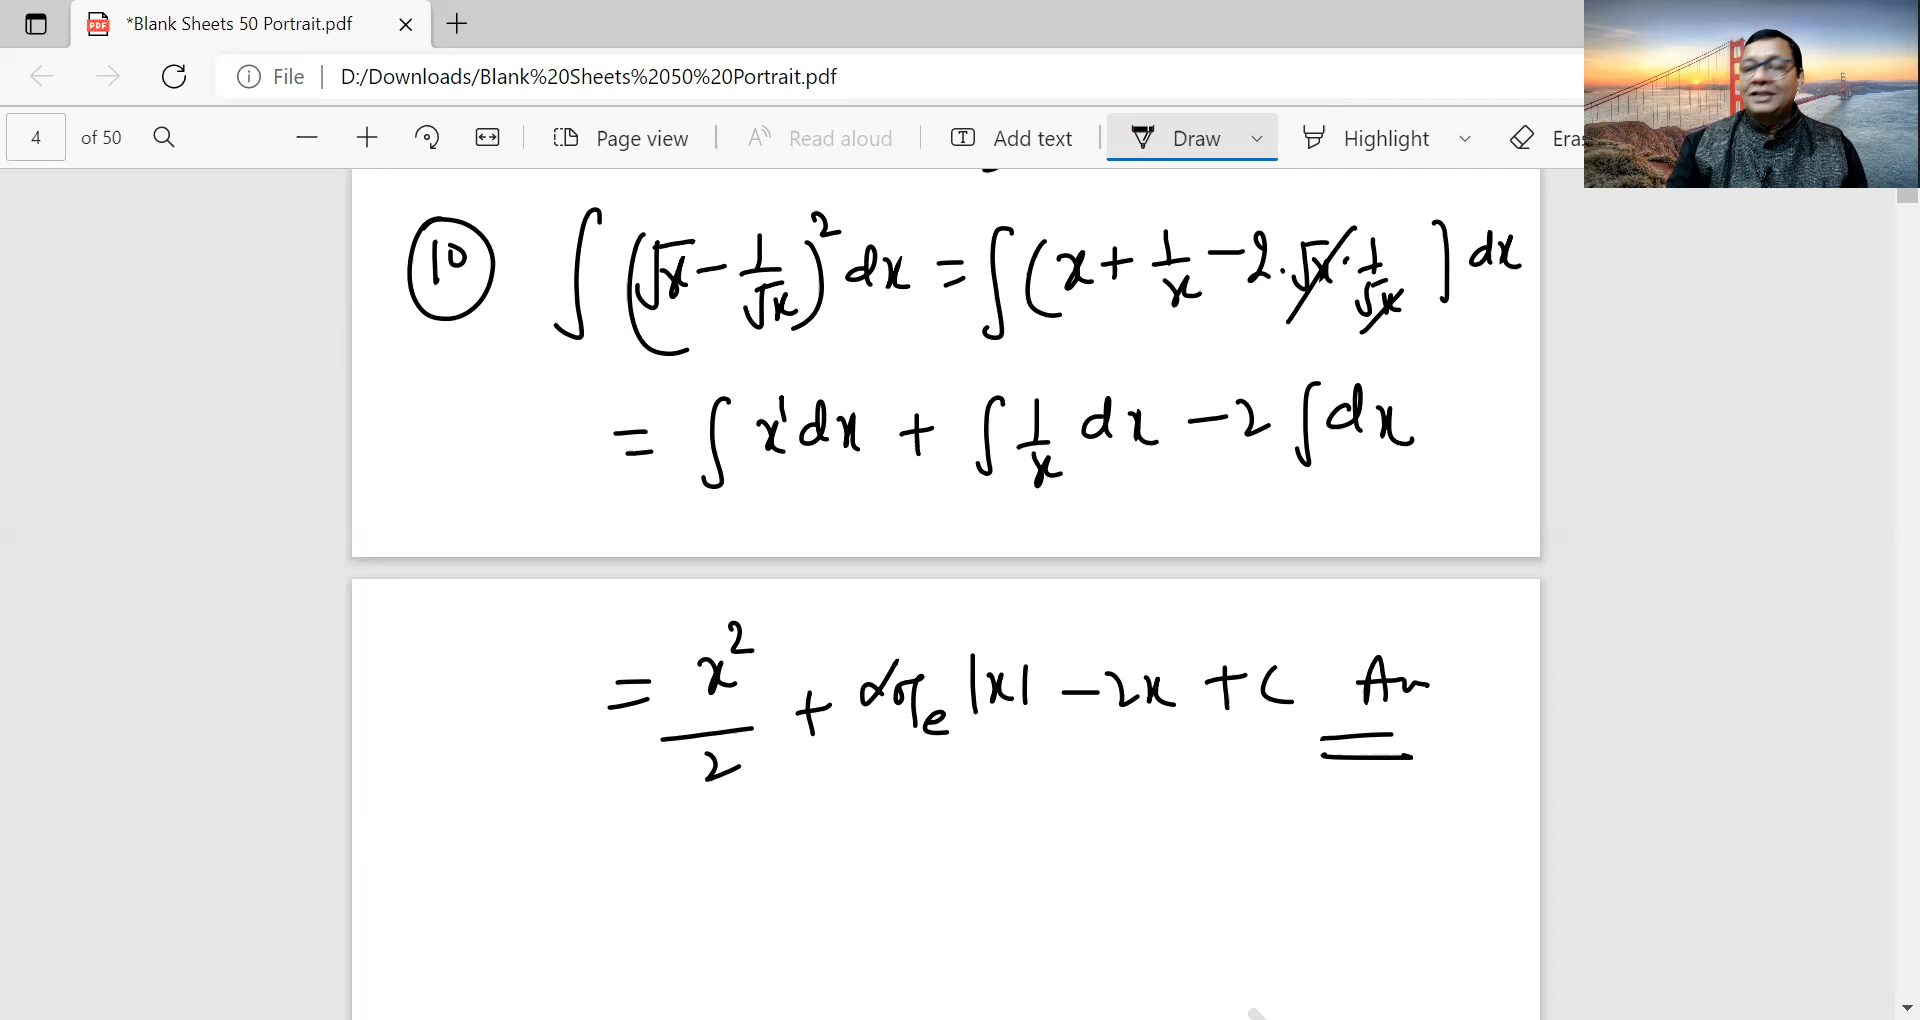 *Blank Sheets 50 Portrait.pdf
File | D:/Downloads/Blank%20Sheets%2050%20Portrait.pdf
4 of 50 Page view Read aloud Add text Draw Highlight Eras
10 ∫(√x − 1/√x)² dx = ∫(x + 1/x − 2·√x·1/√x] dx
= ∫ x¹dx + ∫ 1/x dx − 2 ∫ dx
= x²/2 + logₑ |x| − 2x + C An